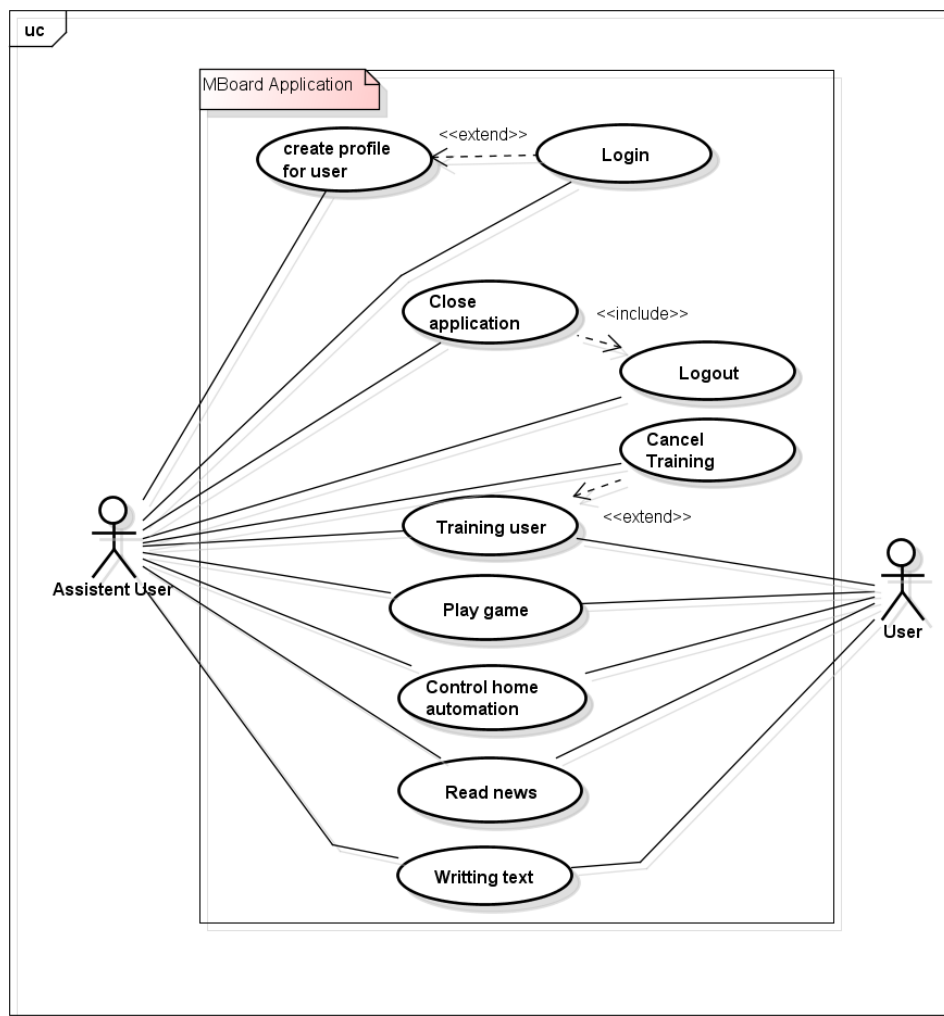 uc
MBoard Application
create profile
for user
<<extend>>
Login
Close
application
<<include>>
Logout
Cancel
Training
<<extend>>
Training user
Assistent User
Play game
User
Control home
automation
Read news
Writting text